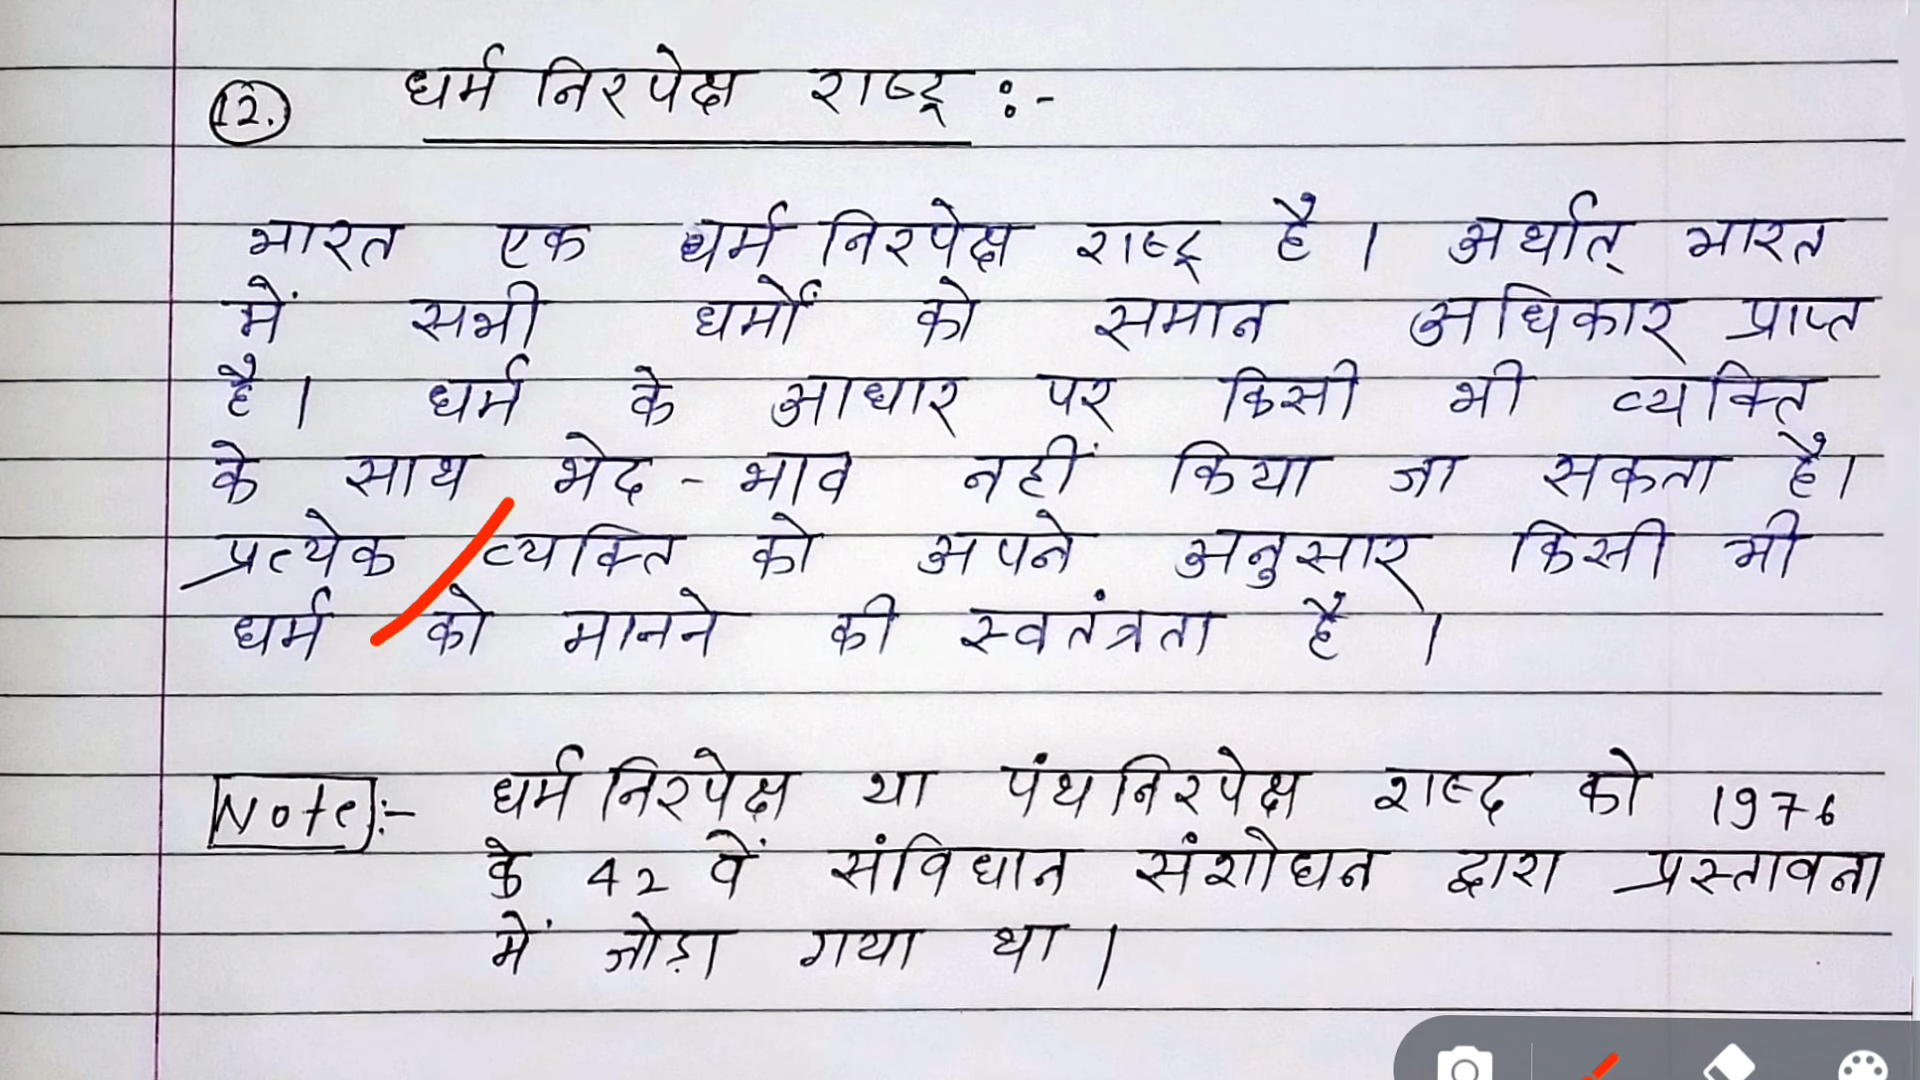 12. धर्म निरपेक्ष राष्ट्र :-
भारत एक धर्म निरपेक्ष राष्ट्र है। अर्थात् भारत
में सभी धर्मों को समान अधिकार प्राप्त
है। धर्म के आधार पर किसी भी व्यक्ति
के साथ भेद - भाव नहीं किया जा सकता है।
प्रत्येक व्यक्ति को अपने अनुसार किसी भी
धर्म को मानने की स्वतंत्रता है।
Note :- धर्म निरपेक्ष या पंथनिरपेक्ष शब्द को 1976
के 42 वें संविधान संशोधन द्वारा प्रस्तावना
में जोड़ा गया था।